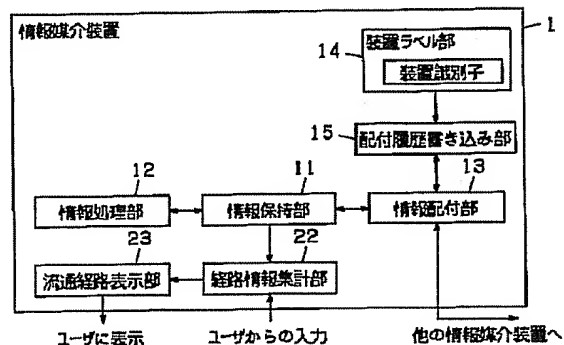 情報媒介装置
1
14
装置ラベル部
装置識別子
15
配付履歴書き込み部
12
11
13
情報処理部
情報保持部
情報配付部
23
22
流通経路表示部
経路情報集計部
ユーザに表示
ユーザからの入力
他の情報媒介装置へ